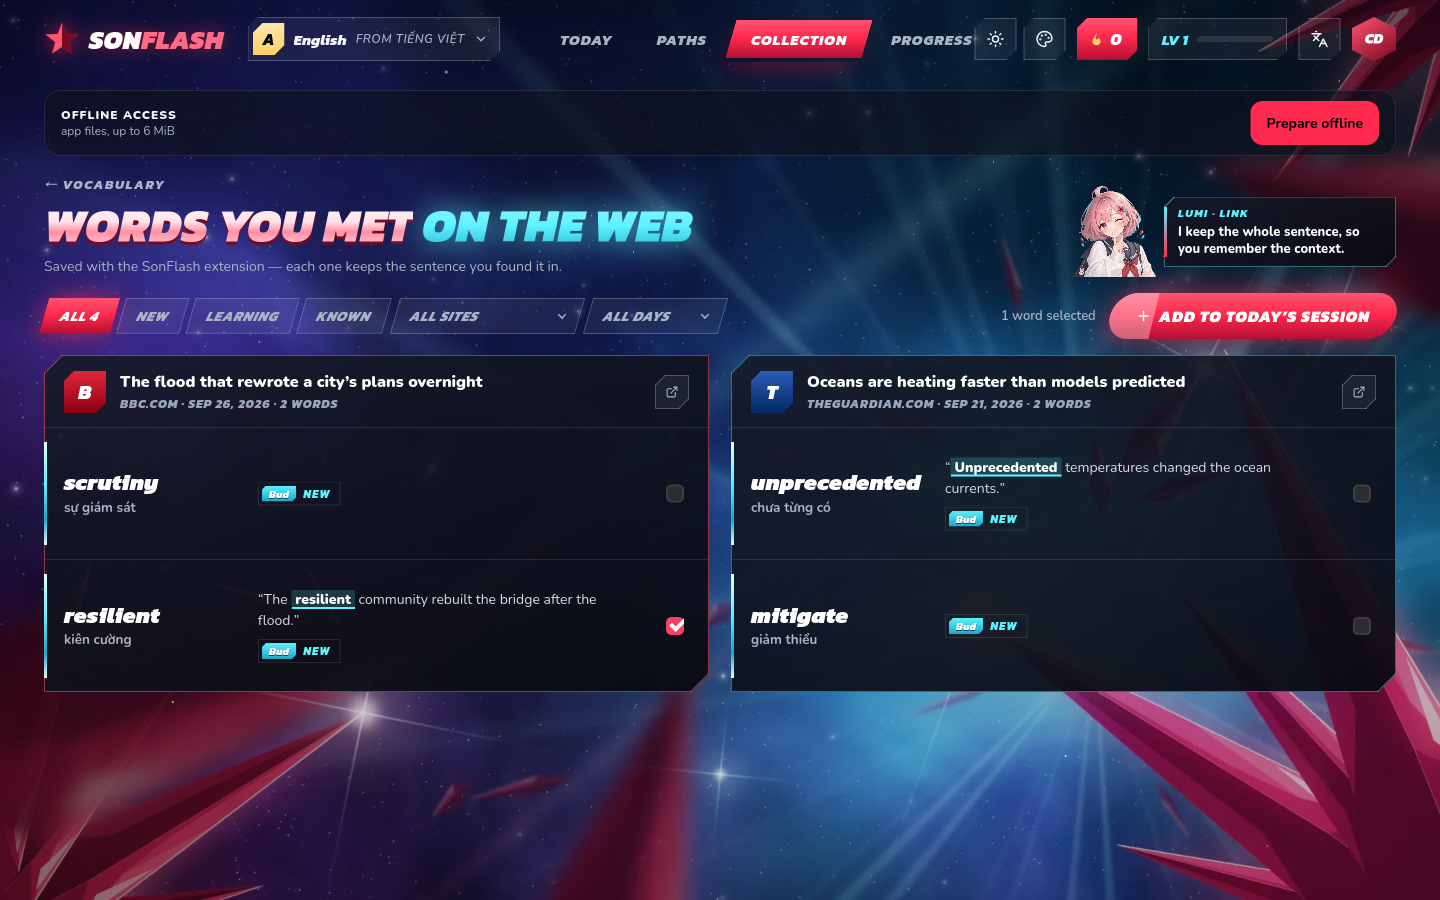 SONFLASH
A English FROM TIẾNG VIỆT
TODAY
PATHS
COLLECTION
PROGRESS
0
LV 1
CD
OFFLINE ACCESS
app files, up to 6 MiB
Prepare offline
← VOCABULARY
WORDS YOU MET ON THE WEB
Saved with the SonFlash extension — each one keeps the sentence you found it in.
LUMI · LINK
I keep the whole sentence, so
you remember the context.
ALL 4
NEW
LEARNING
KNOWN
ALL SITES
ALL DAYS
1 word selected
+ ADD TO TODAY'S SESSION
B
The flood that rewrote a city’s plans overnight
BBC.COM · SEP 26, 2026 · 2 WORDS
scrutiny
sự giám sát
Bud NEW
resilient
kiên cường
“The resilient community rebuilt the bridge after the
flood.”
Bud NEW
T
Oceans are heating faster than models predicted
THEGUARDIAN.COM · SEP 21, 2026 · 2 WORDS
unprecedented
chưa từng có
“Unprecedented temperatures changed the ocean
currents.”
Bud NEW
mitigate
giảm thiểu
Bud NEW